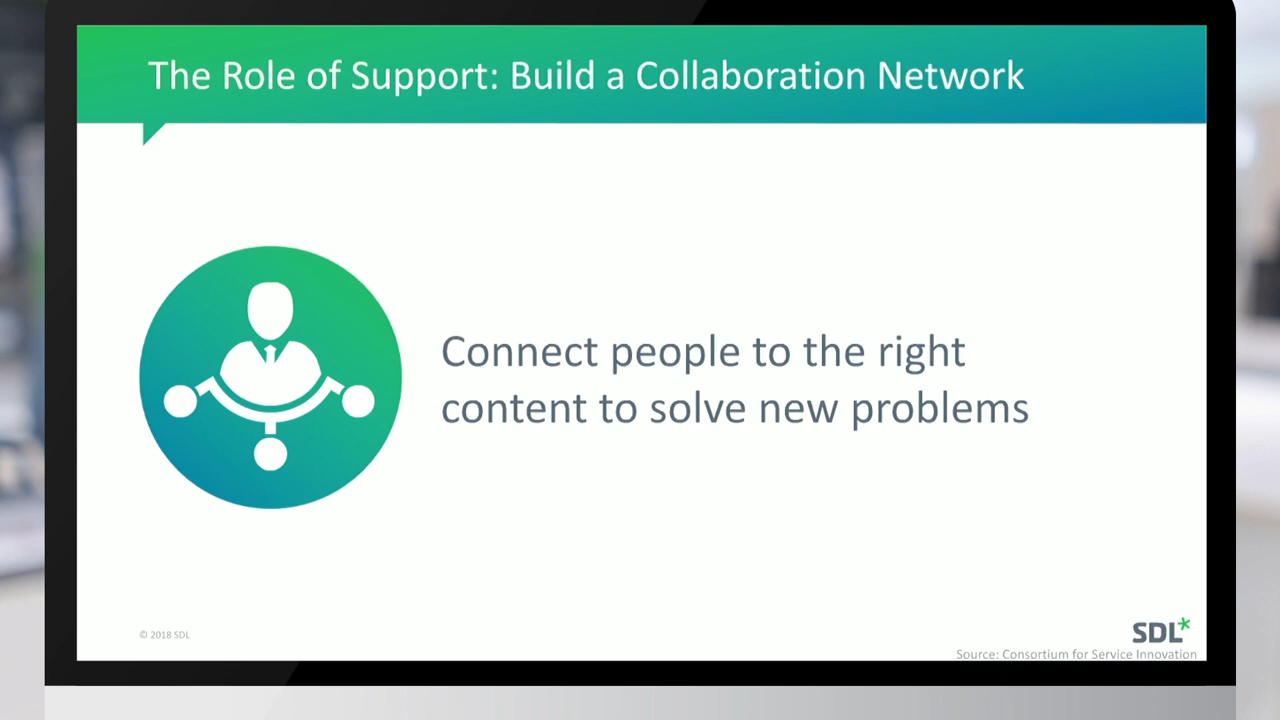 The Role of Support: Build a Collaboration Network
Connect people to the right
content to solve new problems
© 2018 SDL
SDL*
Source: Consortium for Service Innovation